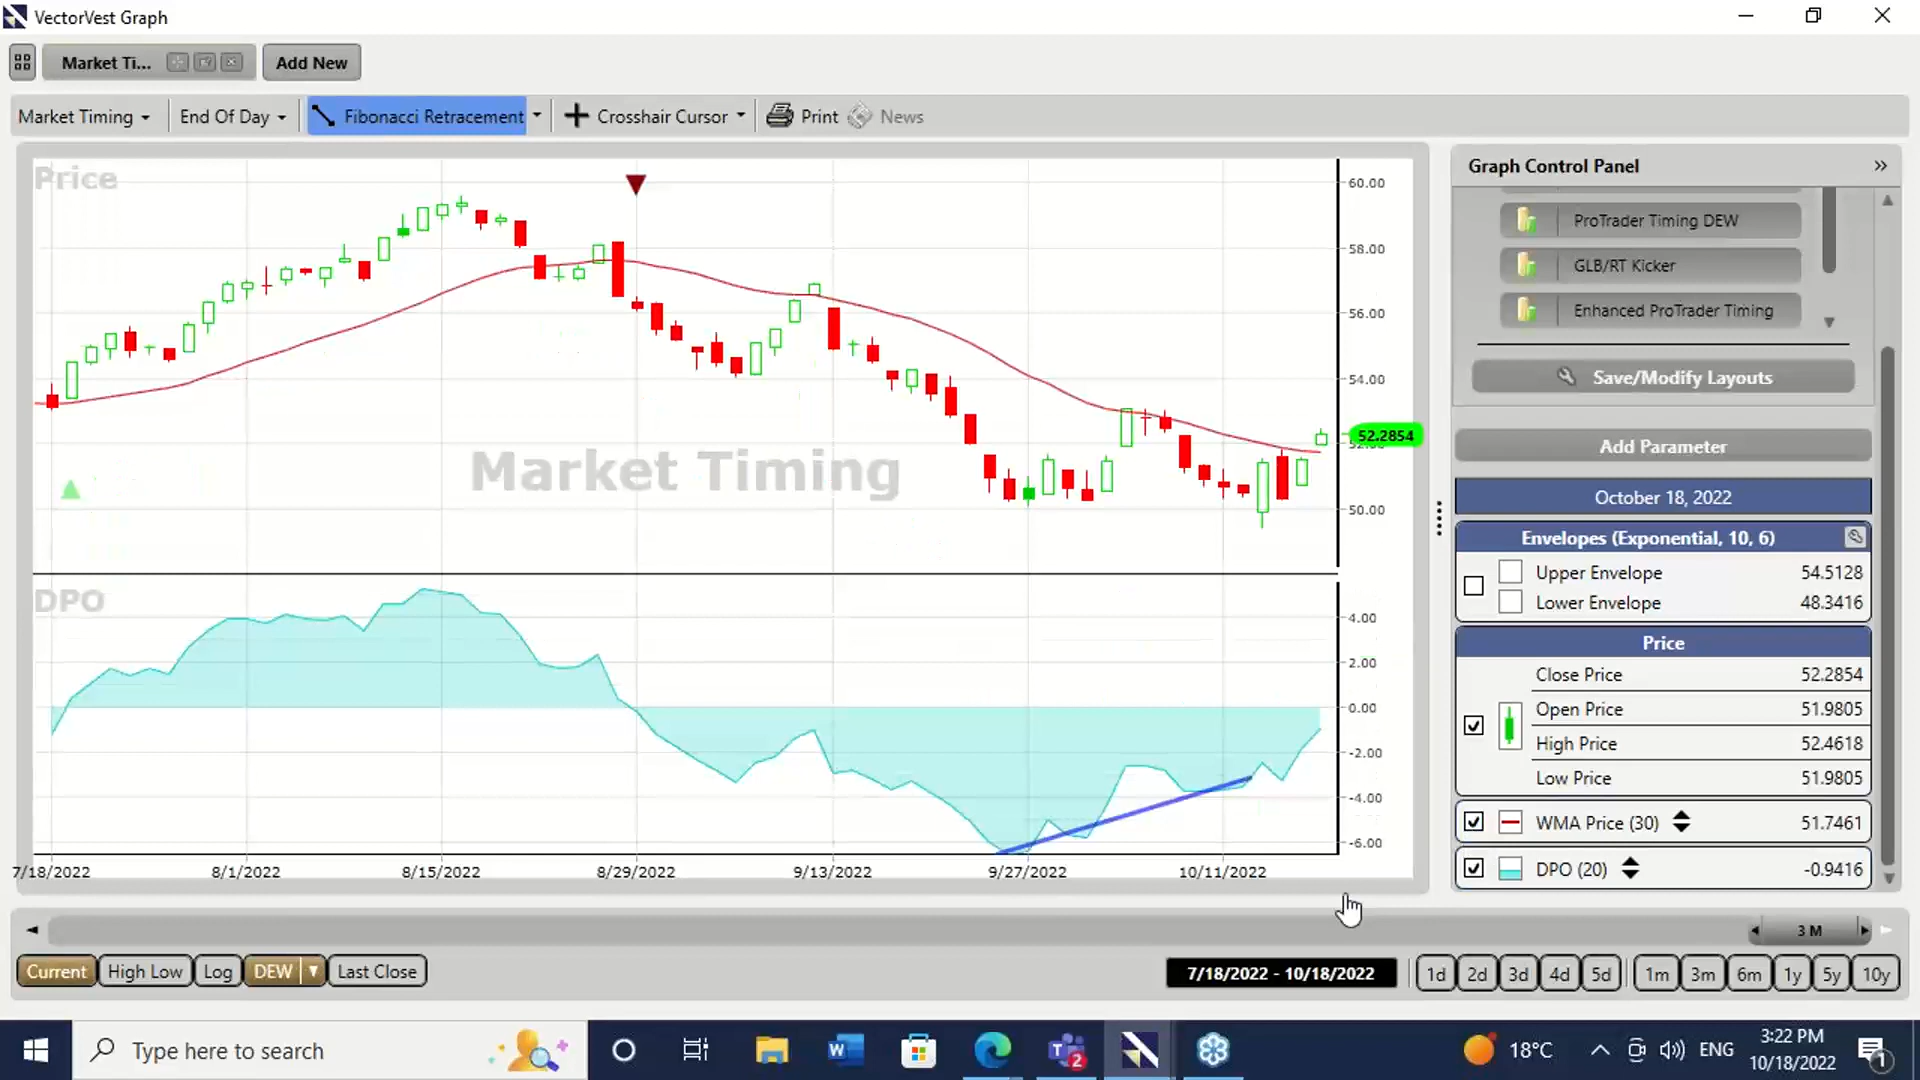 VectorVest Graph
Market Ti...
Add New
Market Timing
End Of Day
Fibonacci Retracement
Crosshair Cursor
Print
News
Price
60.00
58.00
56.00
54.00
52.2854
50.00
Market Timing
DPO
4.00
2.00
0.00
-2.00
-4.00
-6.00
7/18/2022
8/1/2022
8/15/2022
8/29/2022
9/13/2022
9/27/2022
10/11/2022
Graph Control Panel
ProTrader Timing DEW
GLB/RT Kicker
Enhanced ProTrader Timing
Save/Modify Layouts
Add Parameter
October 18, 2022
Envelopes (Exponential, 10, 6)
Upper Envelope 54.5128
Lower Envelope 48.3416
Price
Close Price 52.2854
Open Price 51.9805
High Price 52.4618
Low Price 51.9805
WMA Price (30) 51.7461
DPO (20) -0.9416
3 M
Current
High Low
Log
DEW
Last Close
7/18/2022 - 10/18/2022
1d 2d 3d 4d 5d 1m 3m 6m 1y 5y 10y
Type here to search
2
18°C
ENG
3:22 PM
10/18/2022
1